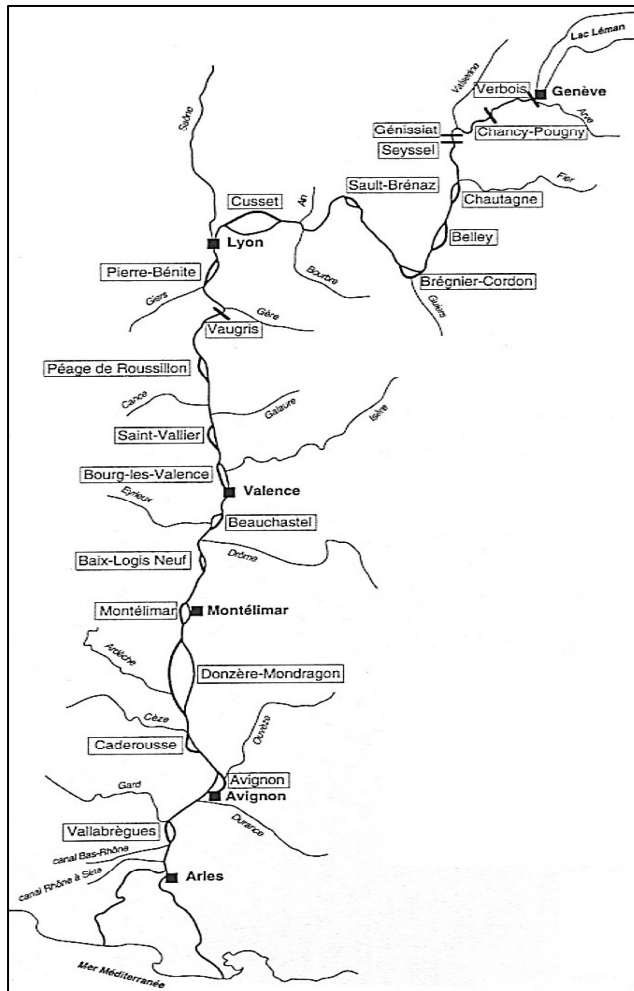 Lac Léman
Valserine
Verbois
Genève
Saône
Arve
Génissiat
Chancy-Pougny
Seyssel
Sault-Brénaz
Fier
Chautagne
Ain
Cusset
Belley
Lyon
Bourbre
Brégnier-Cordon
Pierre-Bénite
Giers
Guiers
Gère
Vaugris
Péage de Roussillon
Cance
Galaure
Isère
Saint-Vallier
Bourg-les-Valence
Eyrieux
Valence
Beauchastel
Drôme
Baix-Logis Neuf
Montélimar
Montélimar
Ardèche
Donzère-Mondragon
Cèze
Ouvèze
Caderousse
Gard
Avignon
Avignon
Durance
Vallabrègues
canal Bas-Rhône
canal Rhône à Sète
Arles
Mer Méditerranée